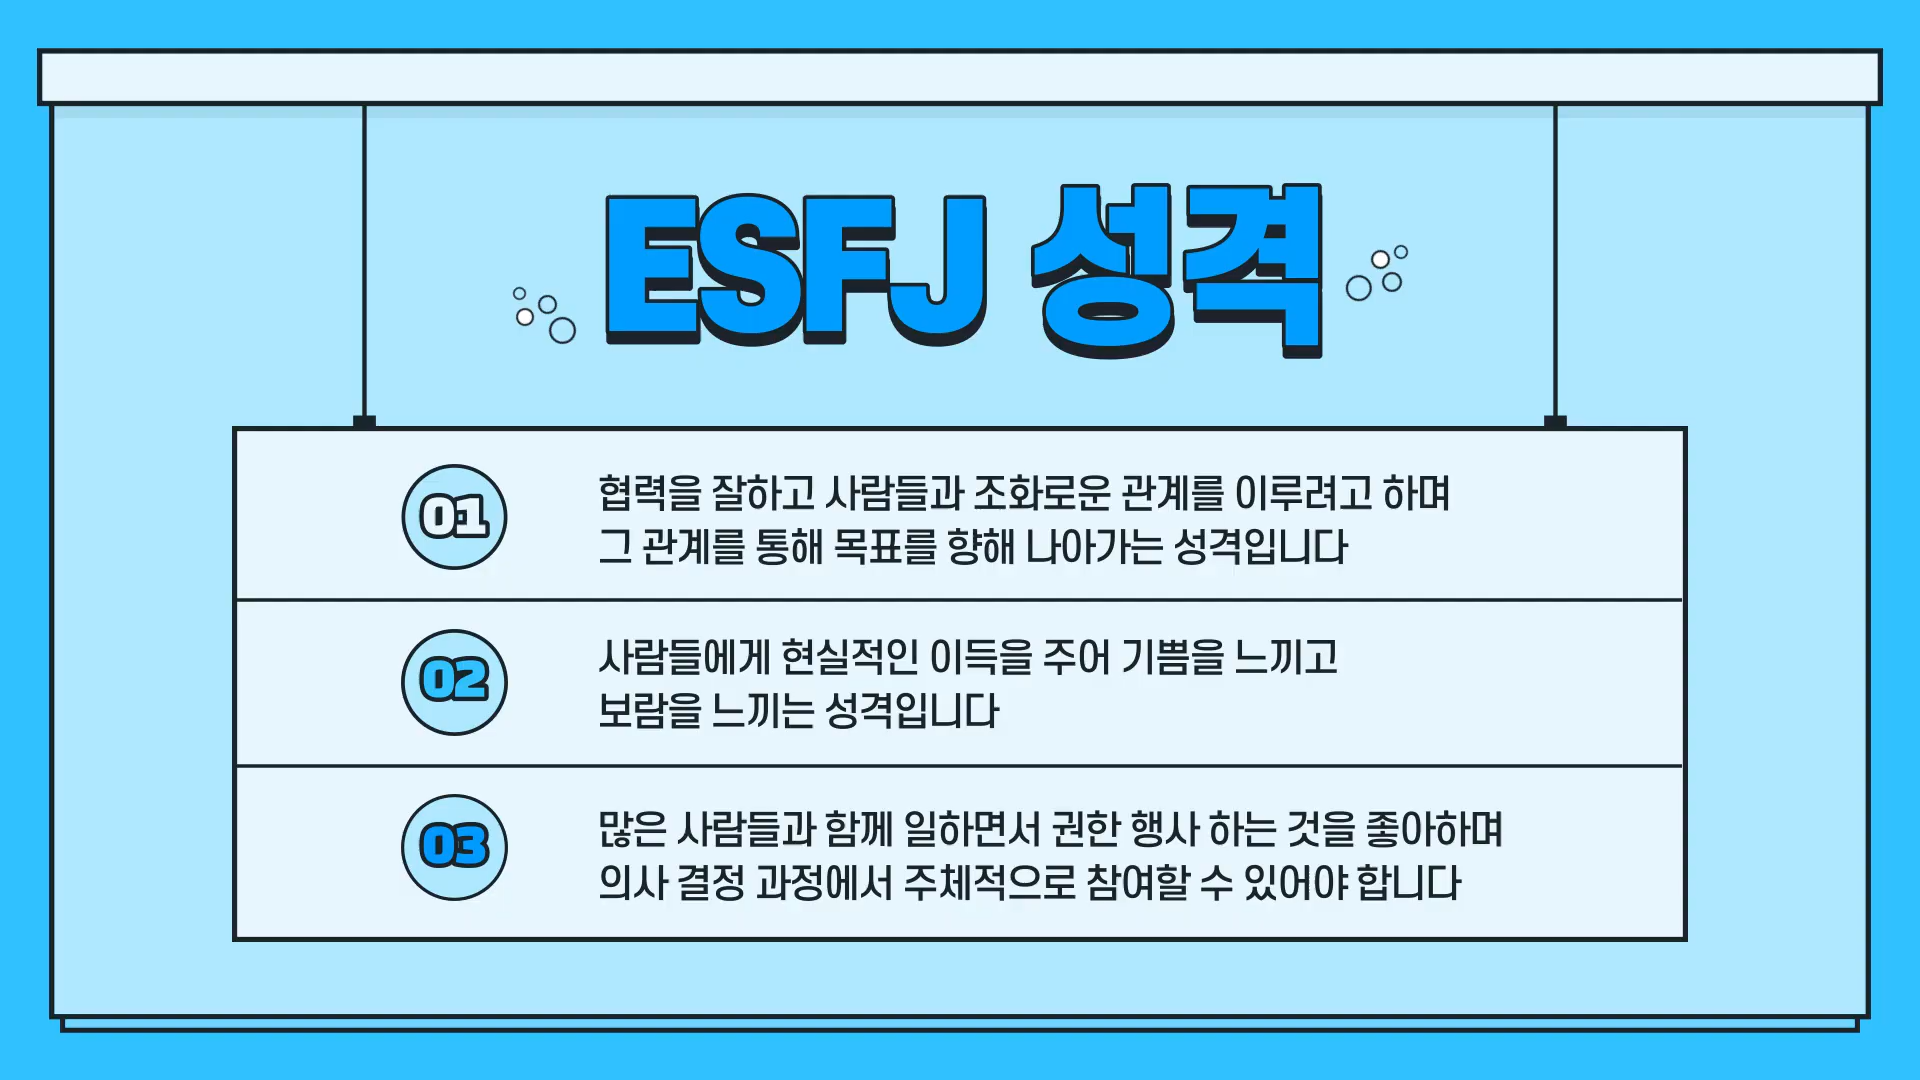 ESFJ 성격
01
협력을 잘하고 사람들과 조화로운 관계를 이루려고 하며
그 관계를 통해 목표를 향해 나아가는 성격입니다
02
사람들에게 현실적인 이득을 주어 기쁨을 느끼고
보람을 느끼는 성격입니다
03
많은 사람들과 함께 일하면서 권한 행사 하는 것을 좋아하며
의사 결정 과정에서 주체적으로 참여할 수 있어야 합니다